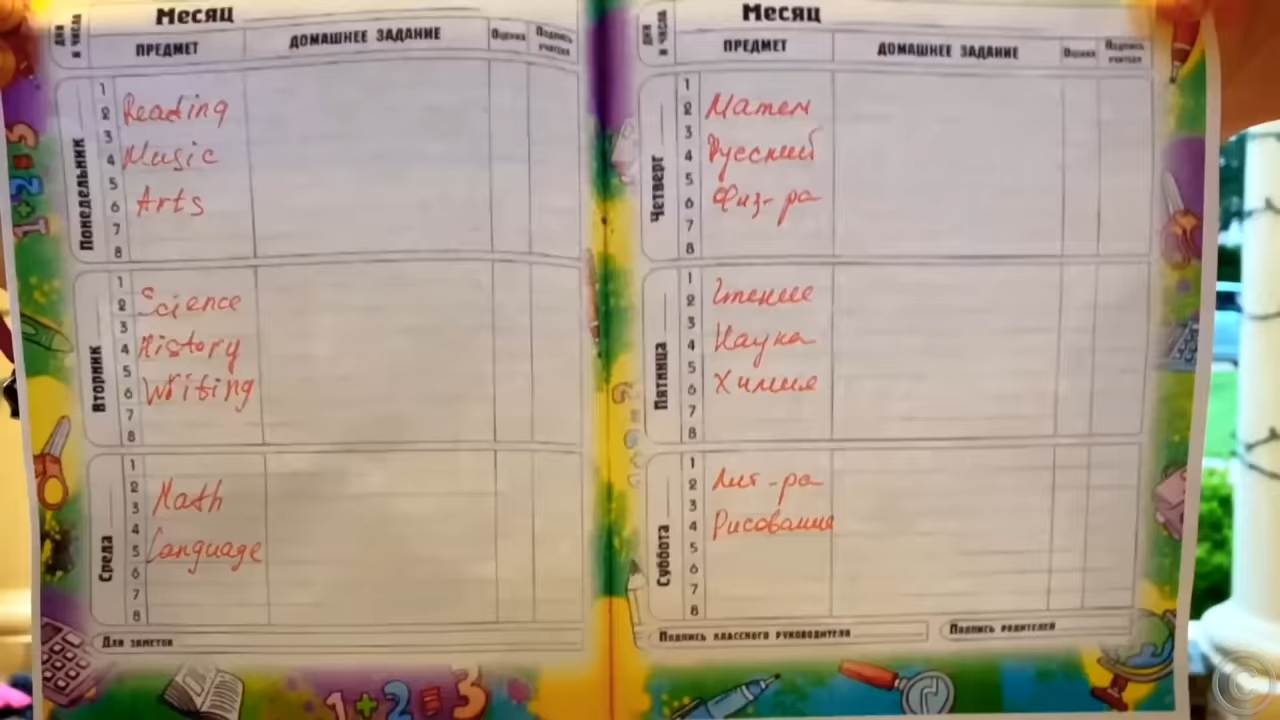 Месяц
дни и числа
ПРЕДМЕТ
ДОМАШНЕЕ ЗАДАНИЕ
Оценка
Подпись учителя
Понедельник
1
2 Reading
3
4 Music
5
6 Arts
7
8
Вторник
1
2 Science
3
4 History
5
6 Writing
7
8
Среда
1
2
3 Math
4
5 Language
6
7
8
Для заметок
Месяц
дни и числа
ПРЕДМЕТ
ДОМАШНЕЕ ЗАДАНИЕ
Оценка
Подпись учителя
Четверг
1
2 Матем
3
4 Русский
5
6 Физ-ра
7
8
Пятница
1
2 Чтение
3
4 Наука
5
6 Химия
7
8
Суббота
1
2 Лит-ра
3
4 Рисование
5
6
7
8
Подпись классного руководителя
Подпись родителей
1+2=3
1+2=3
©